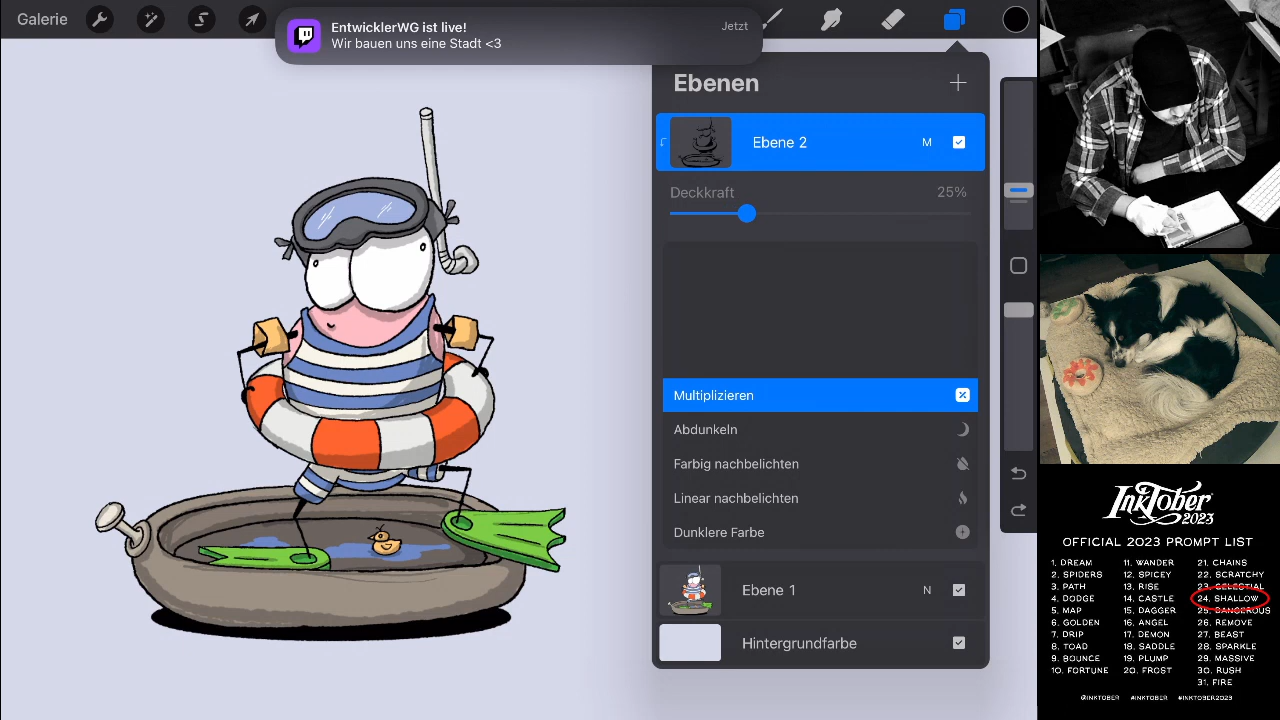 Galerie
EntwicklerWG ist live!
Jetzt
Wir bauen uns eine Stadt <3
Ebenen
Ebene 2
M
Deckkraft
25%
Multiplizieren
Abdunkeln
Farbig nachbelichten
Linear nachbelichten
Dunklere Farbe
Ebene 1
N
Hintergrundfarbe
INKTOBER
2023
OFFICIAL 2023 PROMPT LIST
1. DREAM
2. SPIDERS
3. PATH
4. DODGE
5. MAP
6. GOLDEN
7. DRIP
8. TOAD
9. BOUNCE
10. FORTUNE
11. WANDER
12. SPICY
13. RISE
14. CASTLE
15. DAGGER
16. ANGEL
17. DEMON
18. SADDLE
19. PLUMP
20. FROST
21. CHAINS
22. SCRATCHY
23. CELESTIAL
24. SHALLOW
25. DANGEROUS
26. REMOVE
27. BEAST
28. SPARKLE
29. MASSIVE
30. RUSH
31. FIRE
@INKTOBER #INKTOBER #INKTOBER2023